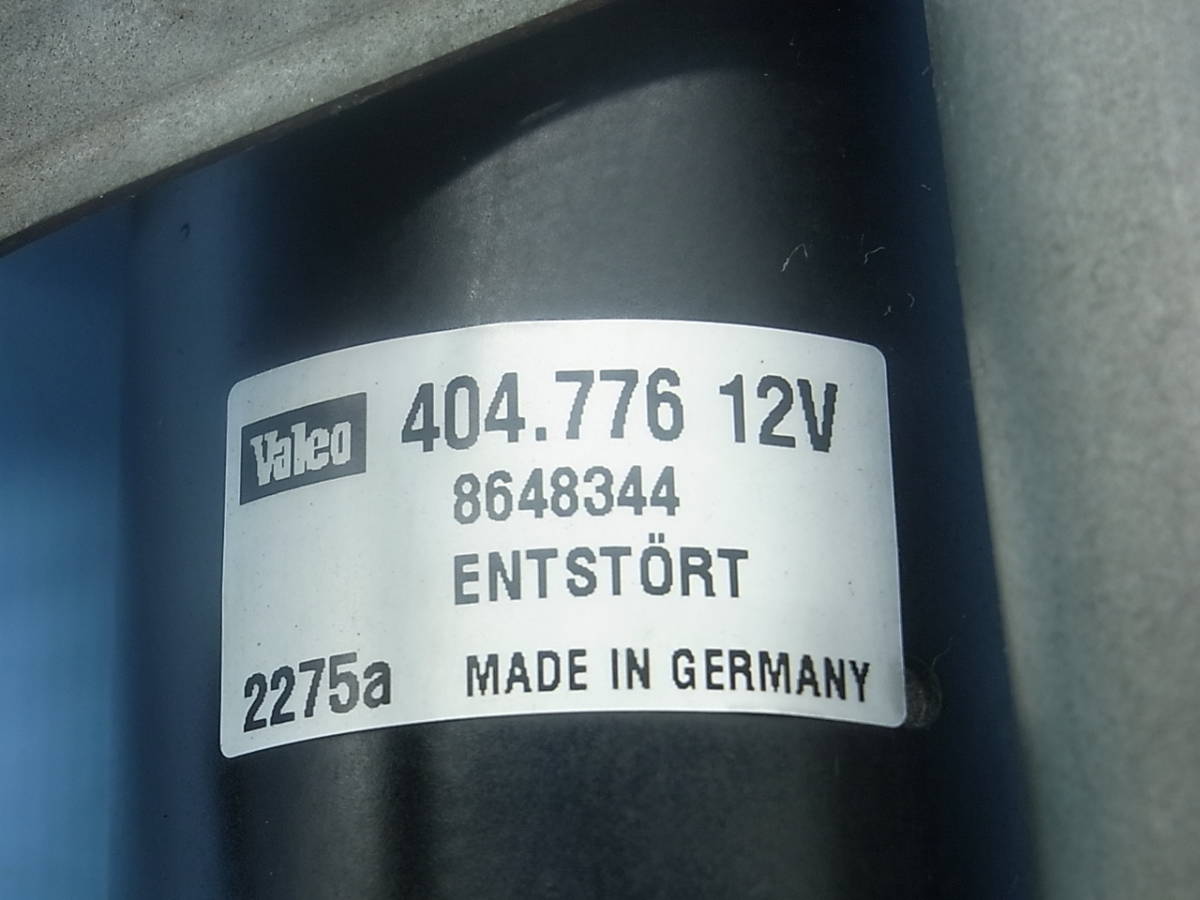 Valeo 404.776 12V
8648344
ENTSTÖRT
2275a MADE IN GERMANY